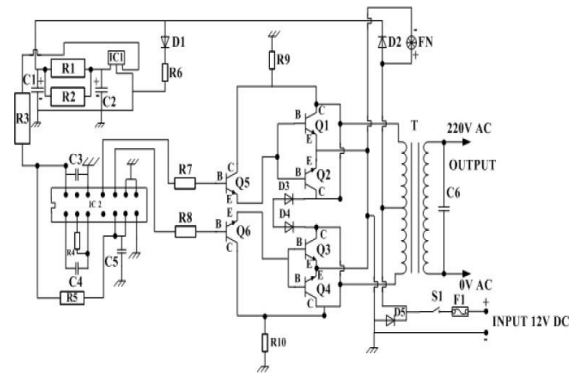 D1
D2
FN
R1
IC1
R9
C1
R2
C2
R6
R3
Q1
T
220V AC
OUTPUT
C3
R7
Q5
Q2
IC 2
D3
D4
C6
R8
Q6
Q3
R4
C5
C4
Q4
R5
0V AC
S1
F1
D5
INPUT 12V DC
R10
B
C
E
B
C
E
B
C
E
B
E
C
B
E
C
B
C
E
B
E
C
+
-